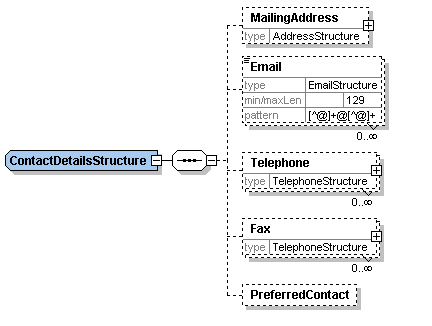 MailingAddress
type AddressStructure
Email
type EmailStructure
min/maxLen 129
pattern [^@]+@[^@]+
0..∞
ContactDetailsStructure
Telephone
type TelephoneStructure
0..∞
Fax
type TelephoneStructure
0..∞
PreferredContact